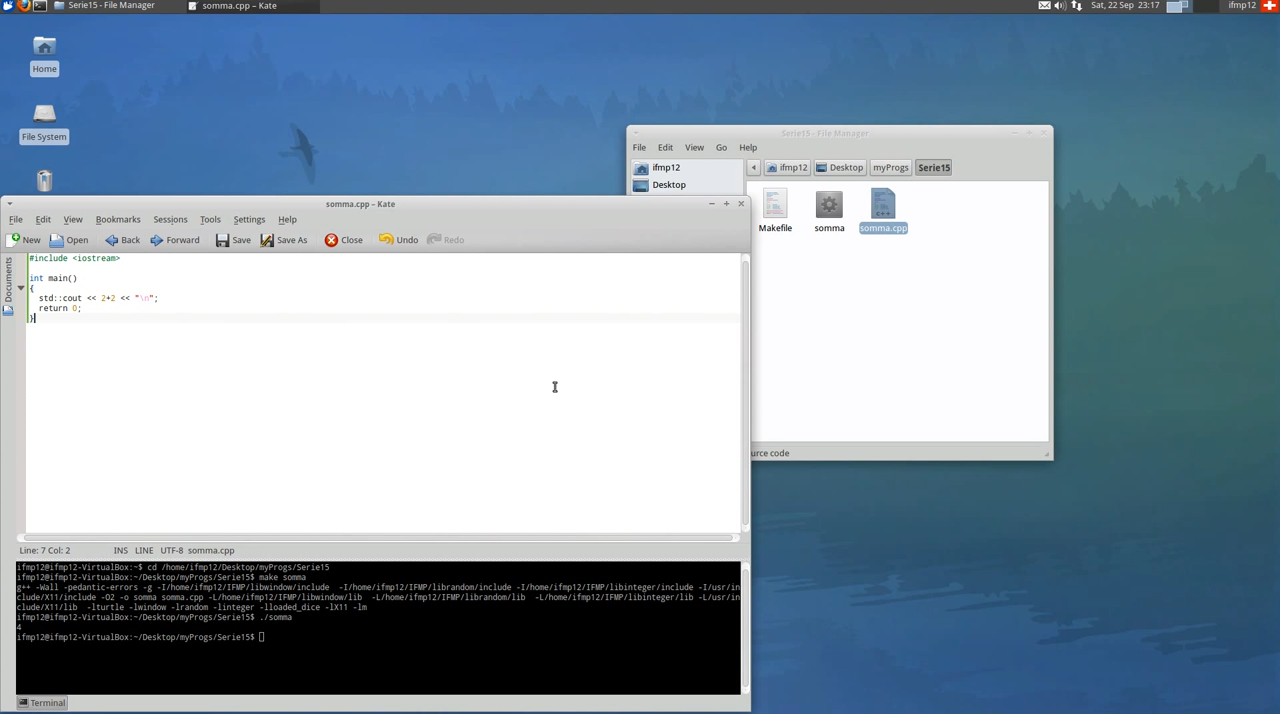 Serie15 - File Manager
somma.cpp – Kate
Sat, 22 Sep 23:17
ifmp12
Home
File System
Serie15 - File Manager
File Edit View Go Help
ifmp12
Desktop
ifmp12 Desktop myProgs Serie15
Makefile
somma
somma.cpp
urce code
somma.cpp – Kate
File Edit View Bookmarks Sessions Tools Settings Help
New Open Back Forward Save Save As Close Undo Redo
Documents
#include <iostream>
int main()
{
std::cout << 2+2 << "\n";
return 0;
}
Line: 7 Col: 2 INS LINE UTF-8 somma.cpp
ifmp12@ifmp12-VirtualBox:~$ cd /home/ifmp12/Desktop/myProgs/Serie15
ifmp12@ifmp12-VirtualBox:~/Desktop/myProgs/Serie15$ make somma
g++ -Wall -pedantic-errors -g -I/home/ifmp12/IFMP/libwindow/include -I/home/ifmp12/IFMP/librandom/include -I/home/ifmp12/IFMP/libinteger/include -I/usr/in
clude/X11/include -O2 -o somma somma.cpp -L/home/ifmp12/IFMP/libwindow/lib -L/home/ifmp12/IFMP/librandom/lib -L/home/ifmp12/IFMP/libinteger/lib -L/usr/in
clude/X11/lib -lturtle -lwindow -lrandom -linteger -lloaded_dice -lX11 -lm
ifmp12@ifmp12-VirtualBox:~/Desktop/myProgs/Serie15$ ./somma
4
ifmp12@ifmp12-VirtualBox:~/Desktop/myProgs/Serie15$
Terminal